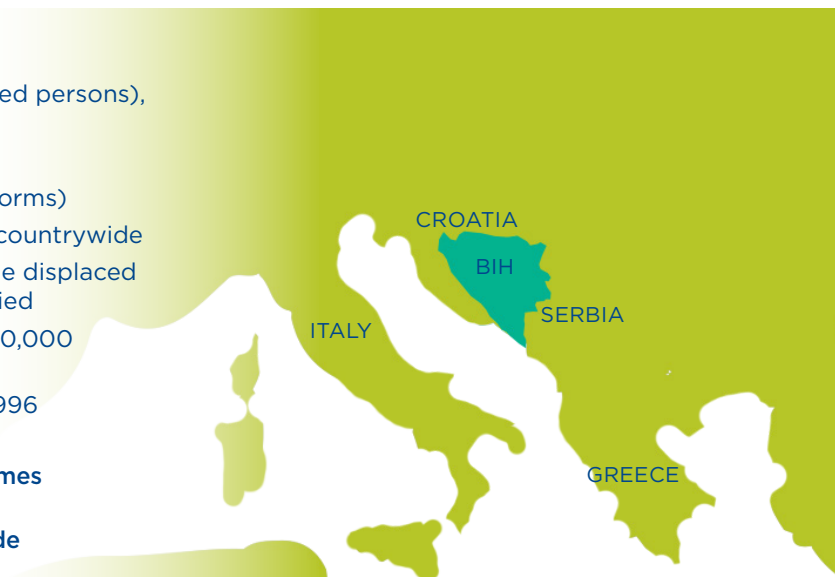 ed persons),
orms)
countrywide
e displaced
ied
0,000
996
mes
de
CROATIA
BIH
SERBIA
ITALY
GREECE